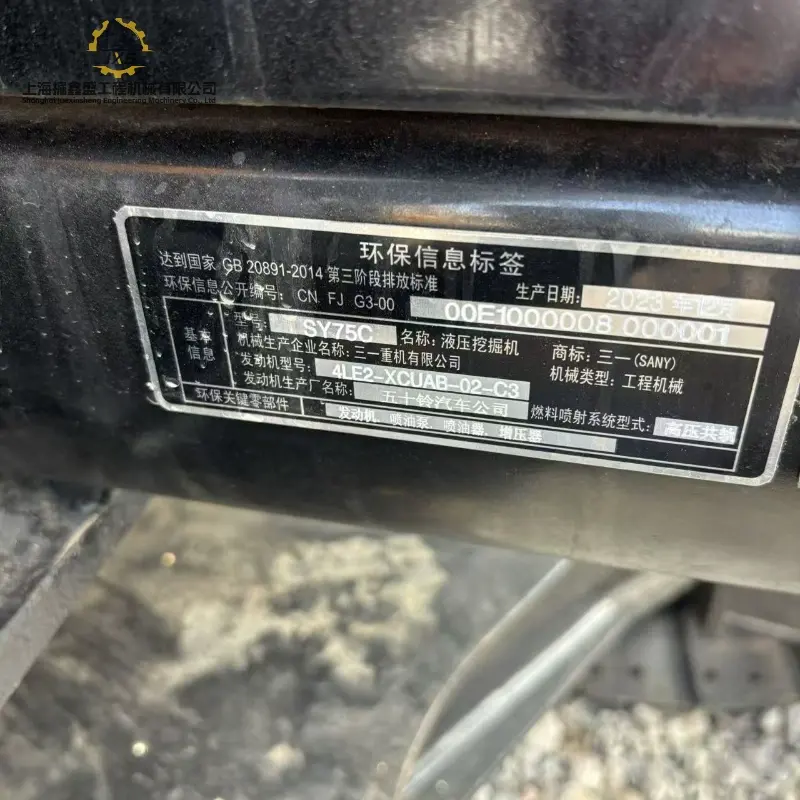 上海搞鑫盟工程机械有限公司
环保信息标签
达到国家 GB 20891-2014 第三阶段排放标准
生产日期: 2023 年12月
环保信息公开编号: CN FJ G3-00 00E1000008 000001
基本信息
型号: SY75C 名称: 液压挖掘机 商标: 三一(SANY)
机械生产企业名称: 三一重机有限公司 机械类型: 工程机械
发动机型号: 4LE2-XCUAB-02-C3
发动机生产厂名称: 五十铃汽车公司 燃料喷射系统型式: 高压共轨
环保关键零部件 发动机、喷油泵、喷油器、增压器